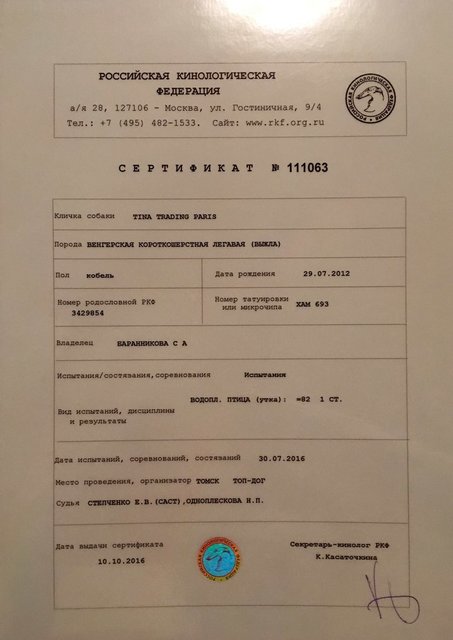 РОССИЙСКАЯ КИНОЛОГИЧЕСКАЯ
ФЕДЕРАЦИЯ
а/я 28, 127106 - Москва, ул. Гостиничная, 9/4
Тел.: +7 (495) 482-1533. Сайт: www.rkf.org.ru
СЕРТИФИКАТ № 111063
Кличка собаки TINA TRADING PARIS
Порода ВЕНГЕРСКАЯ КОРОТКОШЕРСТНАЯ ЛЕГАВАЯ (ВЫЖЛА)
Пол кобель Дата рождения 29.07.2012
Номер родословной РКФ Номер татуировки
или микрочипа ХАМ 693
3429854
Владелец БАРАННИКОВА С А
Испытания/состязания,соревнования Испытания
ВОДОПЛ. ПТИЦА (утка): =82 1 СТ.
Вид испытаний, дисциплины
и результаты
Дата испытаний, соревнований, состязаний 30.07.2016
Место проведения, организатор ТОМСК ТОП-ДОГ
Судья СТЕПЧЕНКО Е.В.(САСТ),ОДНОПЛЕСКОВА Н.П.
Дата выдачи сертификата Секретарь-кинолог РКФ
10.10.2016 К.Касаточкина